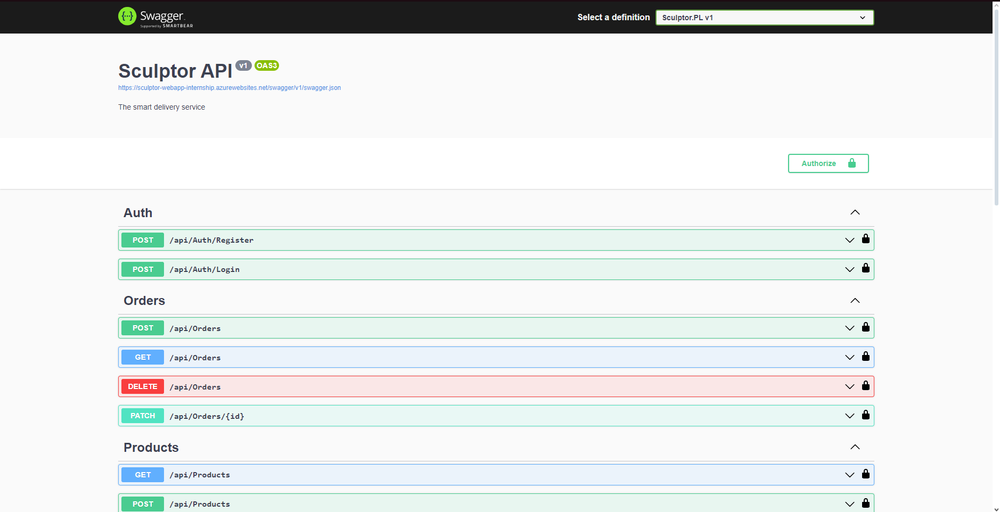 Swagger
Supported by SMARTBEAR
Select a definition
Sculptor.PL v1
Sculptor API v1 OAS3
https://sculptor-webapp-internship.azurewebsites.net/swagger/v1/swagger.json
The smart delivery service
Authorize
Auth
POST /api/Auth/Register
POST /api/Auth/Login
Orders
POST /api/Orders
GET /api/Orders
DELETE /api/Orders
PATCH /api/Orders/{id}
Products
GET /api/Products
POST /api/Products